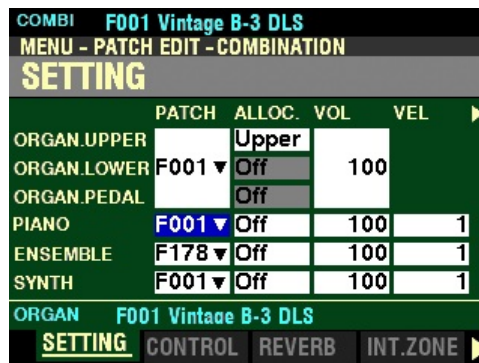 COMBI F001 Vintage B-3 DLS
MENU - PATCH EDIT - COMBINATION
SETTING
PATCH ALLOC. VOL VEL
ORGAN.UPPER Upper
ORGAN.LOWER F001 ▼ Off 100
ORGAN.PEDAL Off
PIANO F001 ▼ Off 100 1
ENSEMBLE F178 ▼ Off 100 1
SYNTH F001 ▼ Off 100 1
ORGAN F001 Vintage B-3 DLS
SETTING CONTROL REVERB INT.ZONE